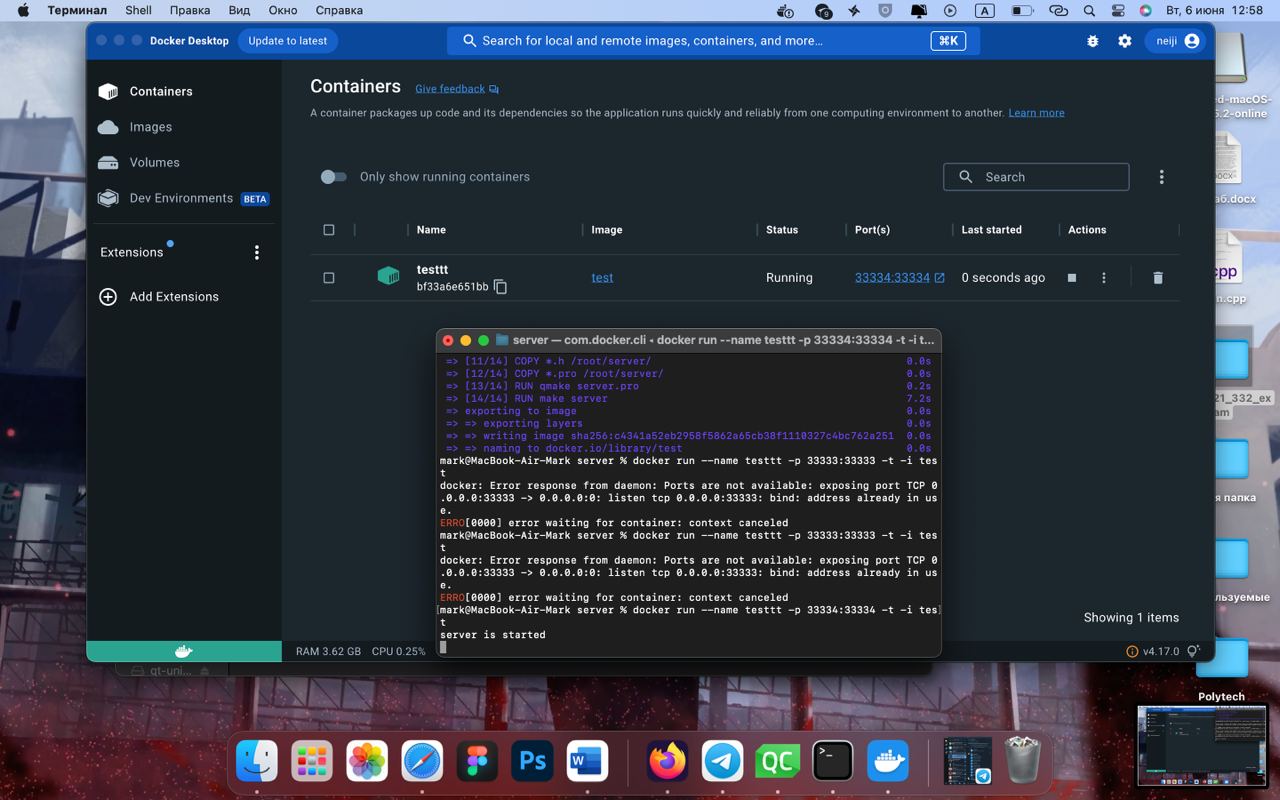 Терминал Shell Правка Вид Окно Справка A Вт, 6 июня 12:58
Docker Desktop Update to latest Search for local and remote images, containers, and more… ⌘K neiji
Containers
Images
Volumes
Dev Environments BETA
Extensions
Add Extensions
Containers Give feedback
A container packages up code and its dependencies so the application runs quickly and reliably from one computing environment to another. Learn more
Only show running containers Search
Name Image Status Port(s) Last started Actions
testtt
bf33a6e651bb test Running 33334:33334 0 seconds ago
server — com.docker.cli ◂ docker run --name testtt -p 33334:33334 -t -i t...
=> [11/14] COPY *.h /root/server/ 0.0s
=> [12/14] COPY *.pro /root/server/ 0.0s
=> [13/14] RUN qmake server.pro 0.2s
=> [14/14] RUN make server 7.2s
=> exporting to image 0.0s
=> => exporting layers 0.0s
=> => writing image sha256:c4341a52eb2958f5862a65cb38f1110327c4bc762a251 0.0s
=> => naming to docker.io/library/test 0.0s
mark@MacBook-Air-Mark server % docker run --name testtt -p 33333:33333 -t -i tes
t
docker: Error response from daemon: Ports are not available: exposing port TCP 0
.0.0.0:33333 -> 0.0.0.0:0: listen tcp 0.0.0.0:33333: bind: address already in us
e.
ERRO[0000] error waiting for container: context canceled
mark@MacBook-Air-Mark server % docker run --name testtt -p 33333:33333 -t -i tes
t
docker: Error response from daemon: Ports are not available: exposing port TCP 0
.0.0.0:33333 -> 0.0.0.0:0: listen tcp 0.0.0.0:33333: bind: address already in us
e.
ERRO[0000] error waiting for container: context canceled
[mark@MacBook-Air-Mark server % docker run --name testtt -p 33334:33334 -t -i tes]
t
server is started
Showing 1 items
RAM 3.62 GB CPU 0.25% v4.17.0
qt-uni...
ed-macOS-
5.2-online
DOCX
аб.docx
cpp
n.cpp
21_332_ex
am
я папка
льзуемые
Polytech
Ps W QC >_